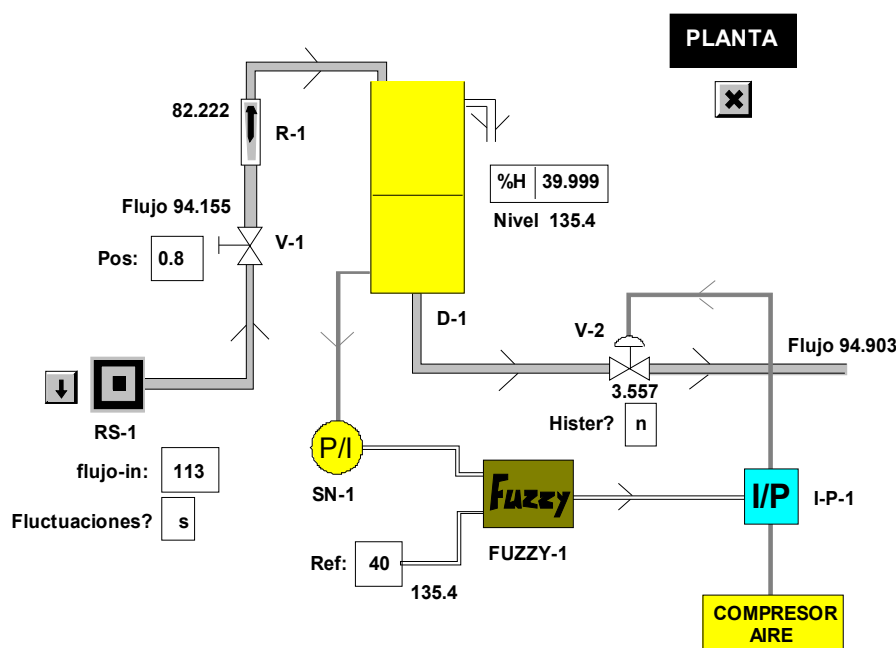 PLANTA
82.222
R-1
%H 39.999
Flujo 94.155
Nivel 135.4
V-1
Pos: 0.8
D-1
V-2
Flujo 94.903
3.557
RS-1
Hister? n
P/I
flujo-in: 113
SN-1
Fuzzy
I/P
I-P-1
Fluctuaciones? s
FUZZY-1
Ref: 40
135.4
COMPRESOR
AIRE